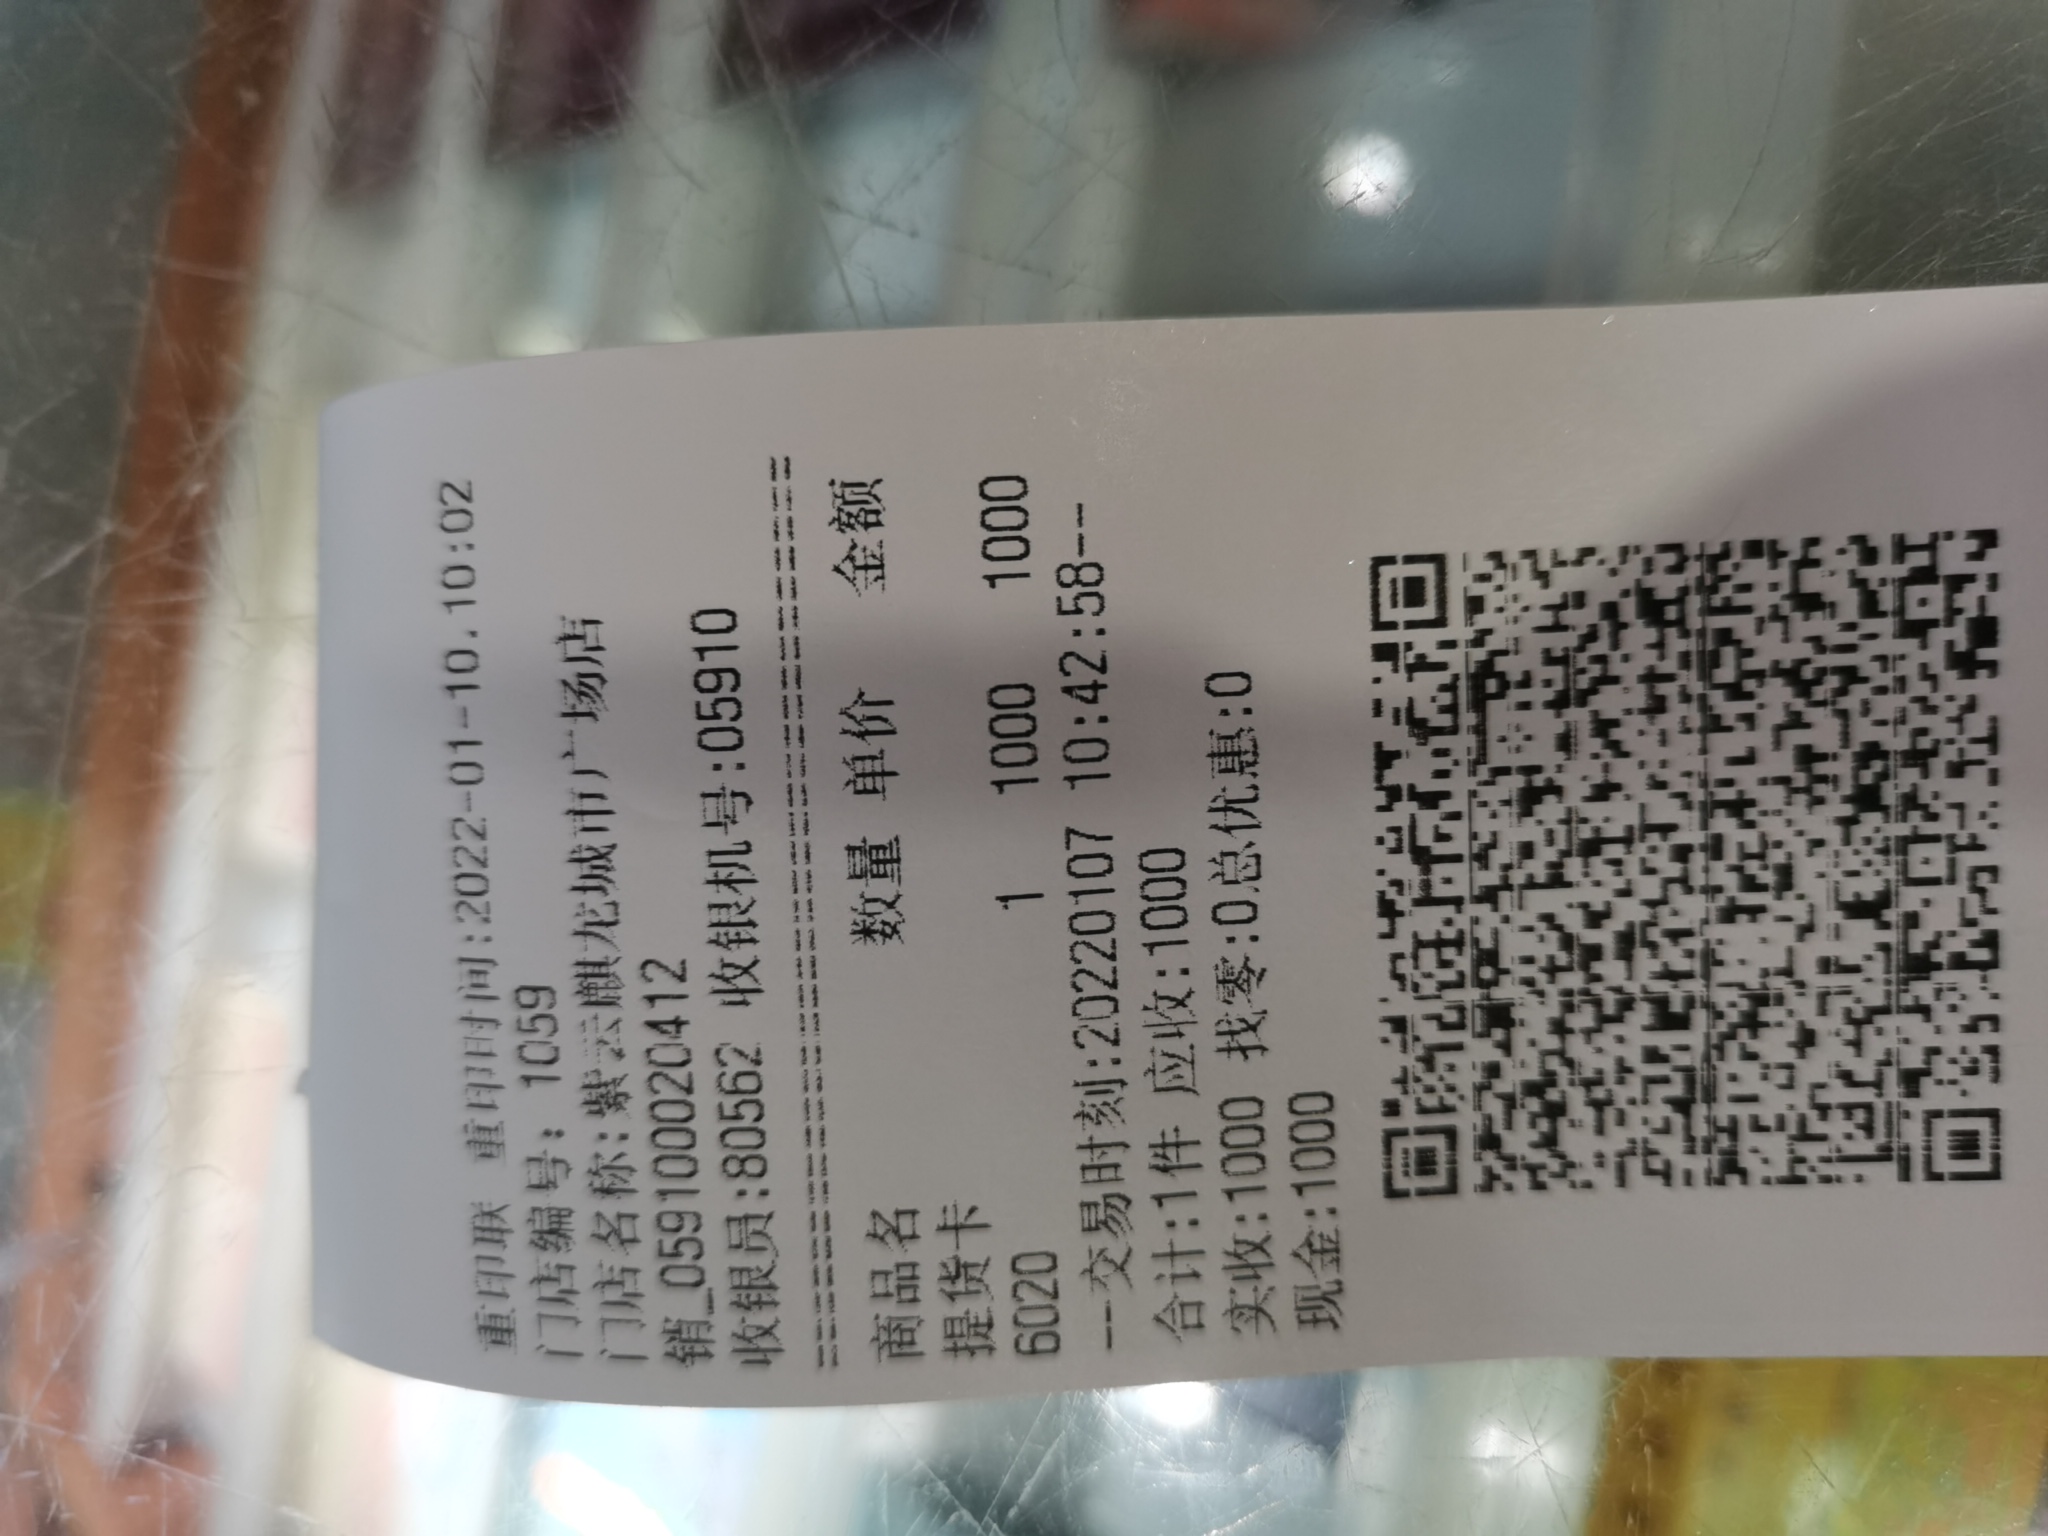 重印联 重印时间:2022-01-10.10:02
门店编号: 1059
门店名称:紫云麒龙城市广场店
销_059100020412
收银员:80562 收银机号:05910
商品名 数量 单价 金额
提货卡
6020 1 1000 1000
--交易时刻:20220107 10:42:58--
合计:1件 应收:1000
实收:1000 找零:0总优惠:0
现金:1000